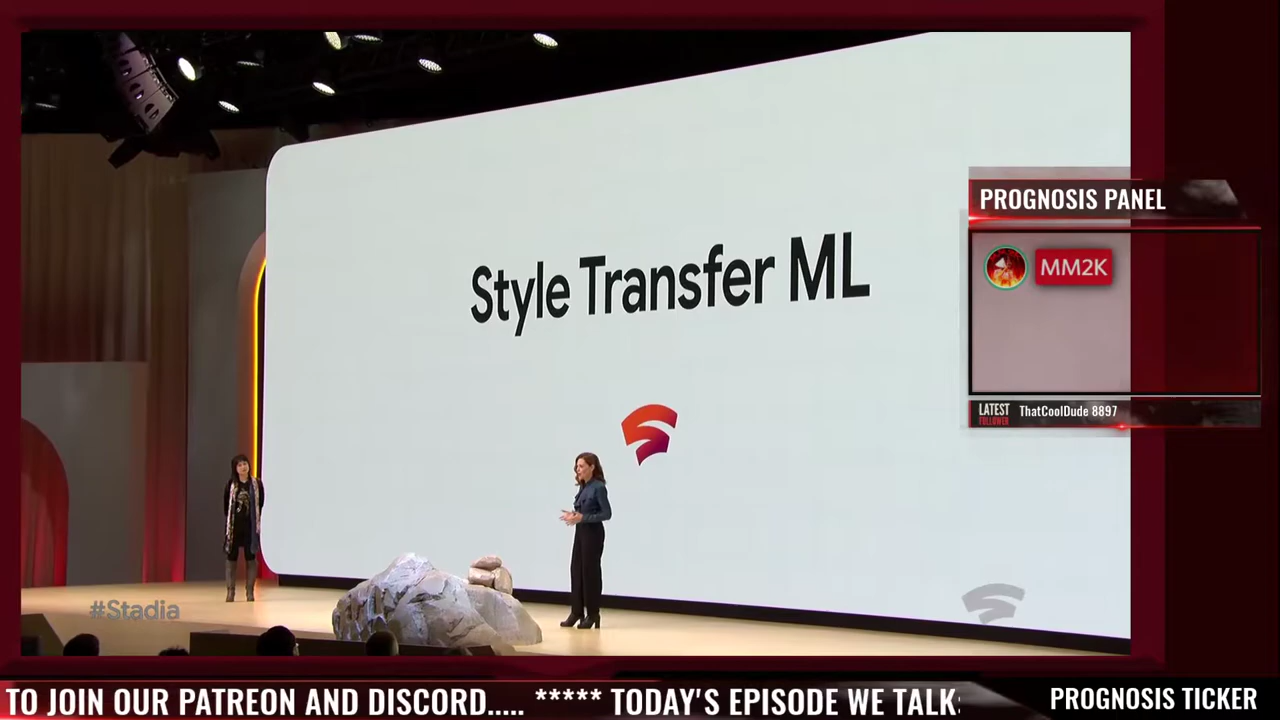 Style Transfer ML
#Stadia
PROGNOSIS PANEL
MM2K
LATEST
FOLLOWER
ThatCoolDude 8897
TO JOIN OUR PATREON AND DISCORD..... ***** TODAY'S EPISODE WE TALK
PROGNOSIS TICKER